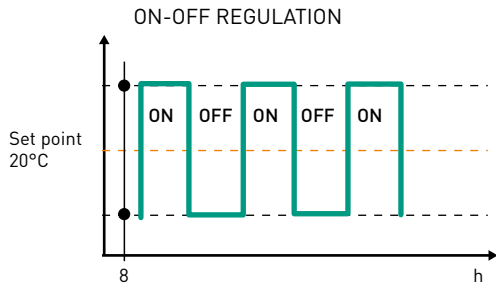 ON-OFF REGULATION
ON OFF ON OFF ON
Set point
20°C
8 h